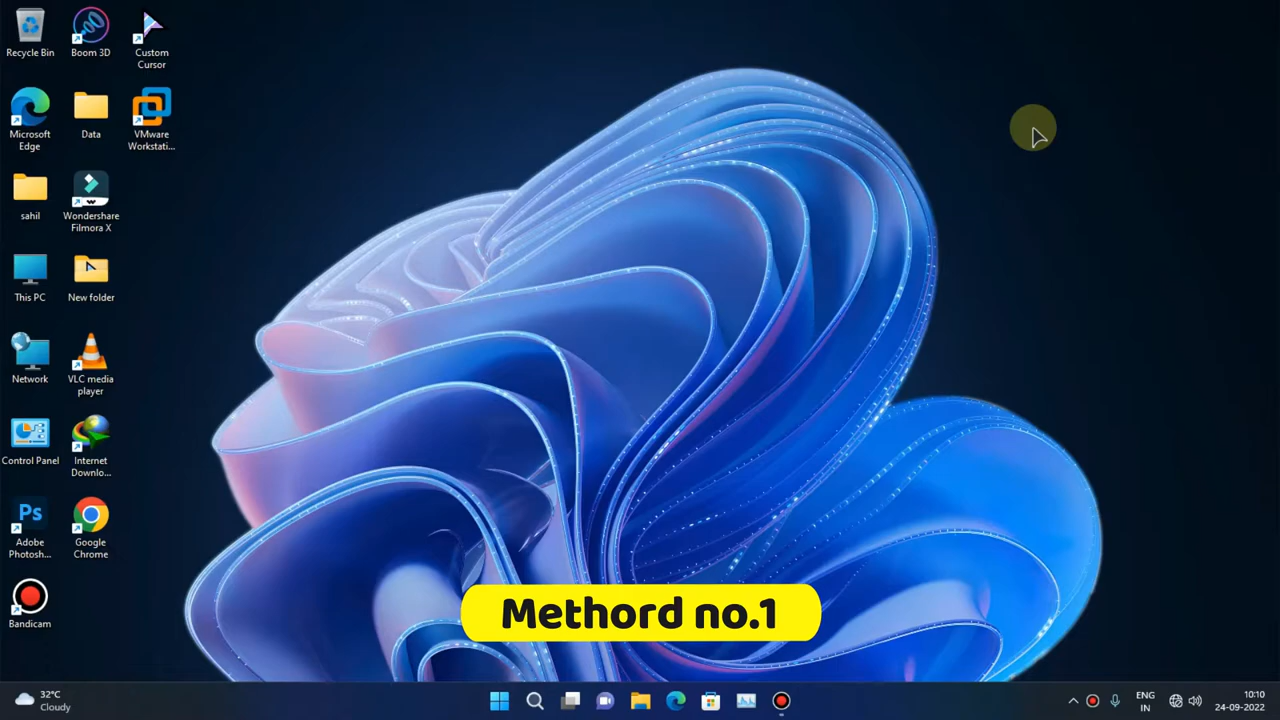 Recycle Bin
Boom 3D
Custom
Cursor
Microsoft
Edge
Data
VMware
Workstati...
sahil
Wondershare
Filmora X
This PC
New folder
Network
VLC media
player
Control Panel
Internet
Downlo...
Ps
Adobe
Photosh...
Google
Chrome
Bandicam
Methord no.1
32°C
Cloudy
ENG
IN
10:10
24-09-2022